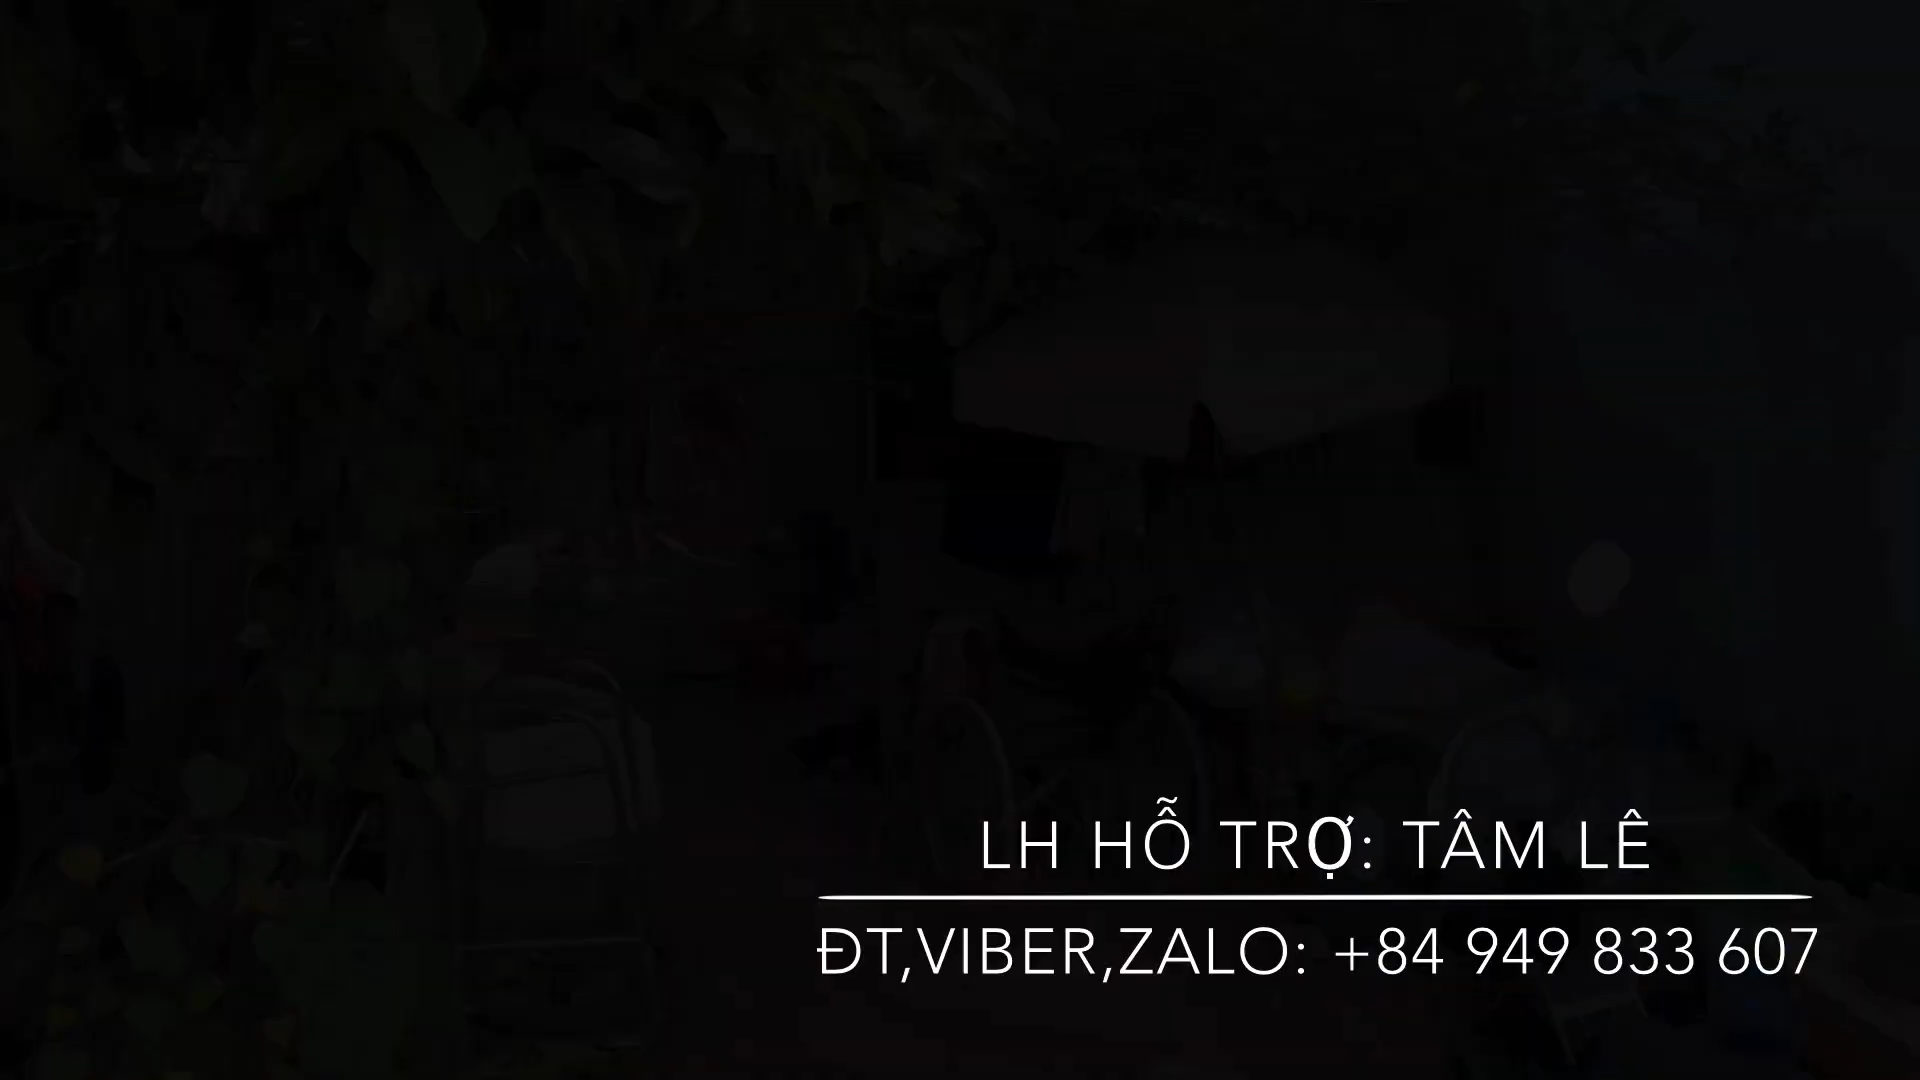 LH HỖ TRỢ: TÂM LÊ
ĐT,VIBER,ZALO: +84 949 833 607